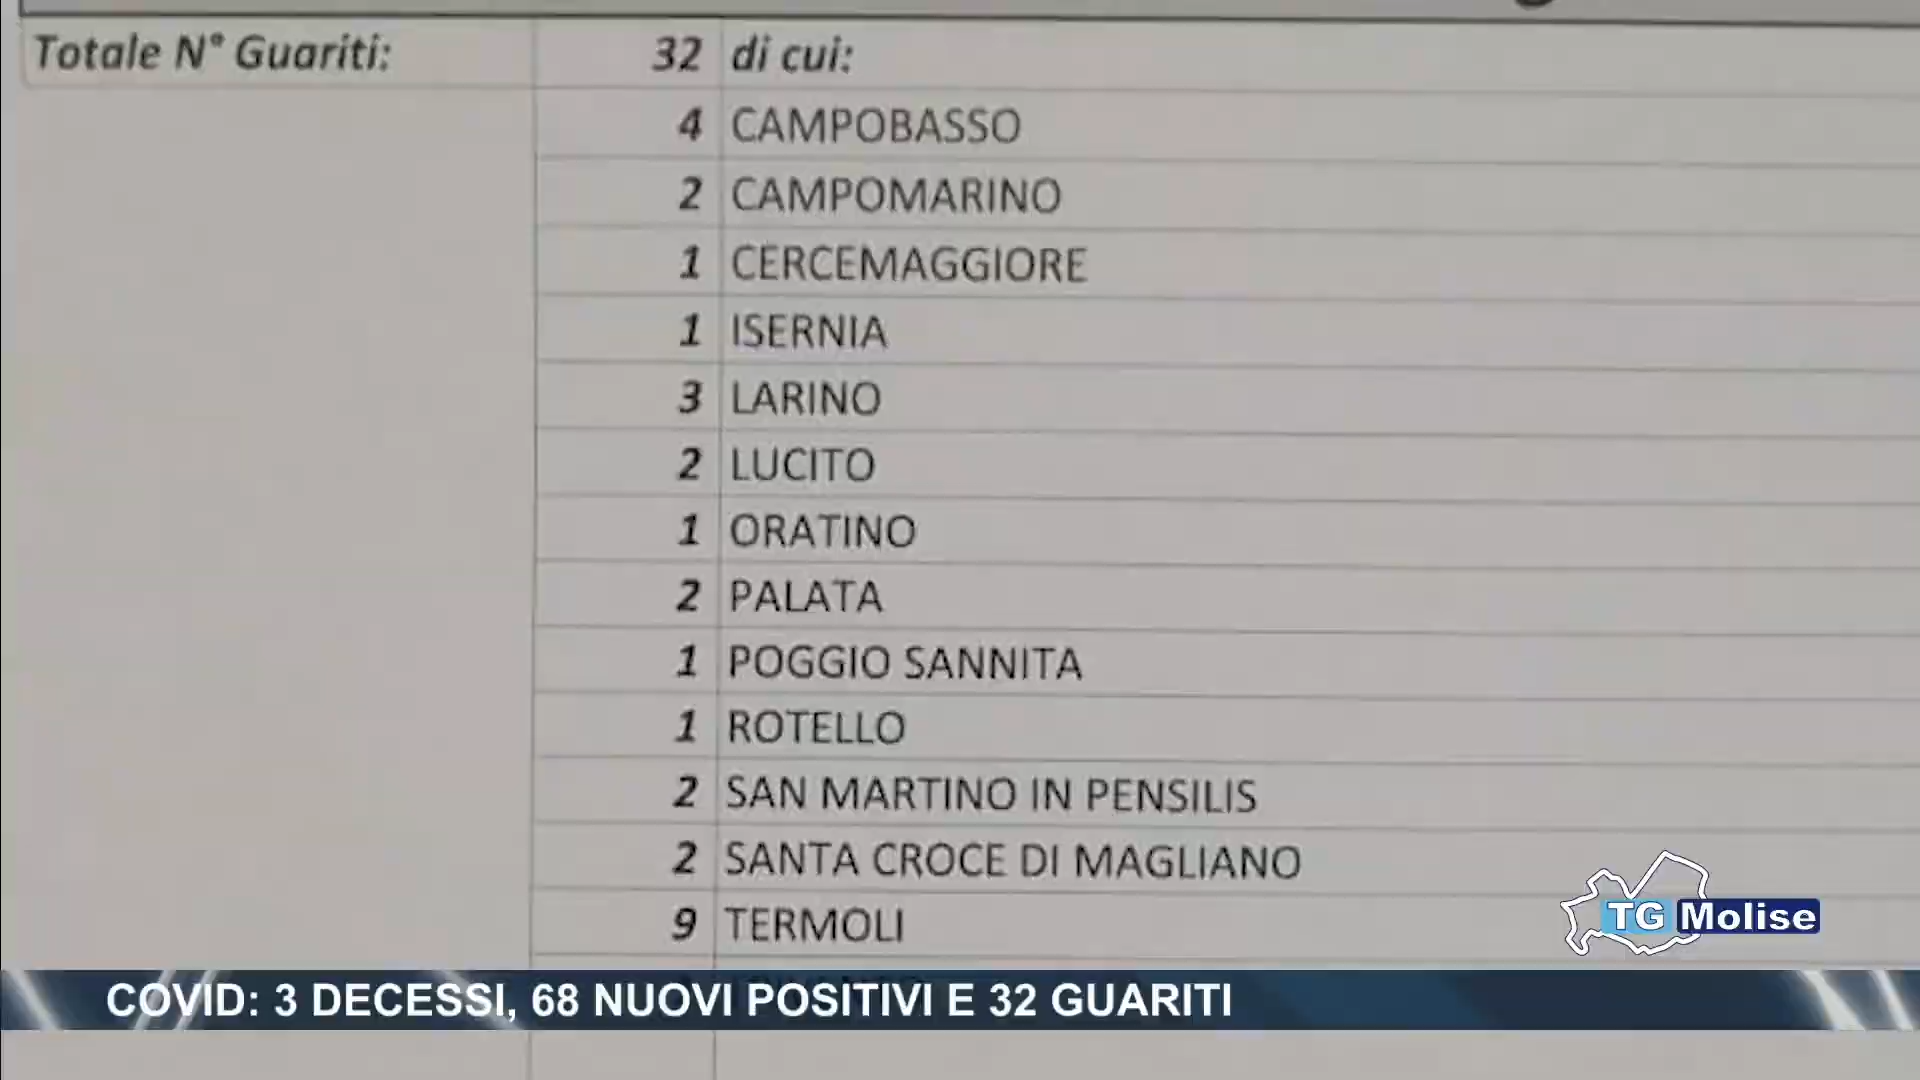 Totale N° Guariti: 32 di cui:
4 CAMPOBASSO
2 CAMPOMARINO
1 CERCEMAGGIORE
1 ISERNIA
3 LARINO
2 LUCITO
1 ORATINO
2 PALATA
1 POGGIO SANNITA
1 ROTELLO
2 SAN MARTINO IN PENSILIS
2 SANTA CROCE DI MAGLIANO
9 TERMOLI
TG Molise
COVID: 3 DECESSI, 68 NUOVI POSITIVI E 32 GUARITI